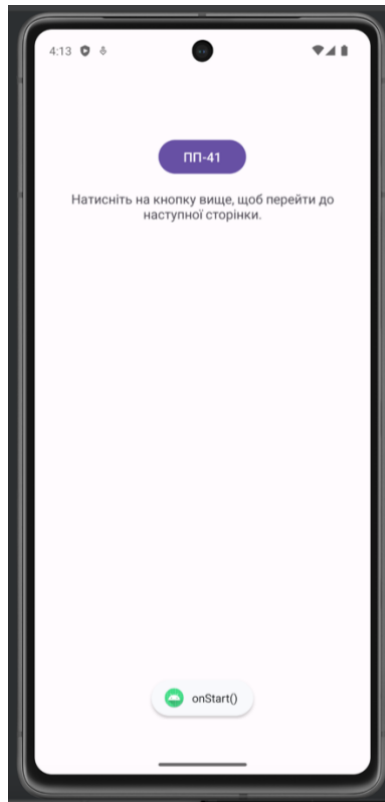 4:13
ПП-41
Натисніть на кнопку вище, щоб перейти до
наступної сторінки.
onStart()